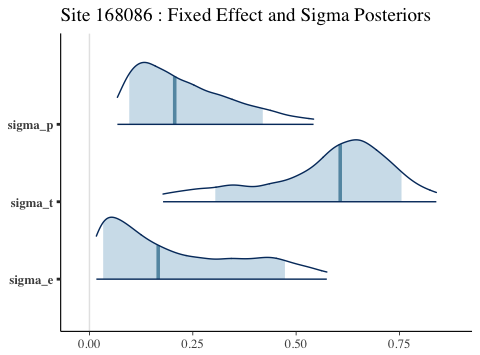 Site 168086 : Fixed Effect and Sigma Posteriors
sigma_p
sigma_t
sigma_e
0.00 0.25 0.50 0.75